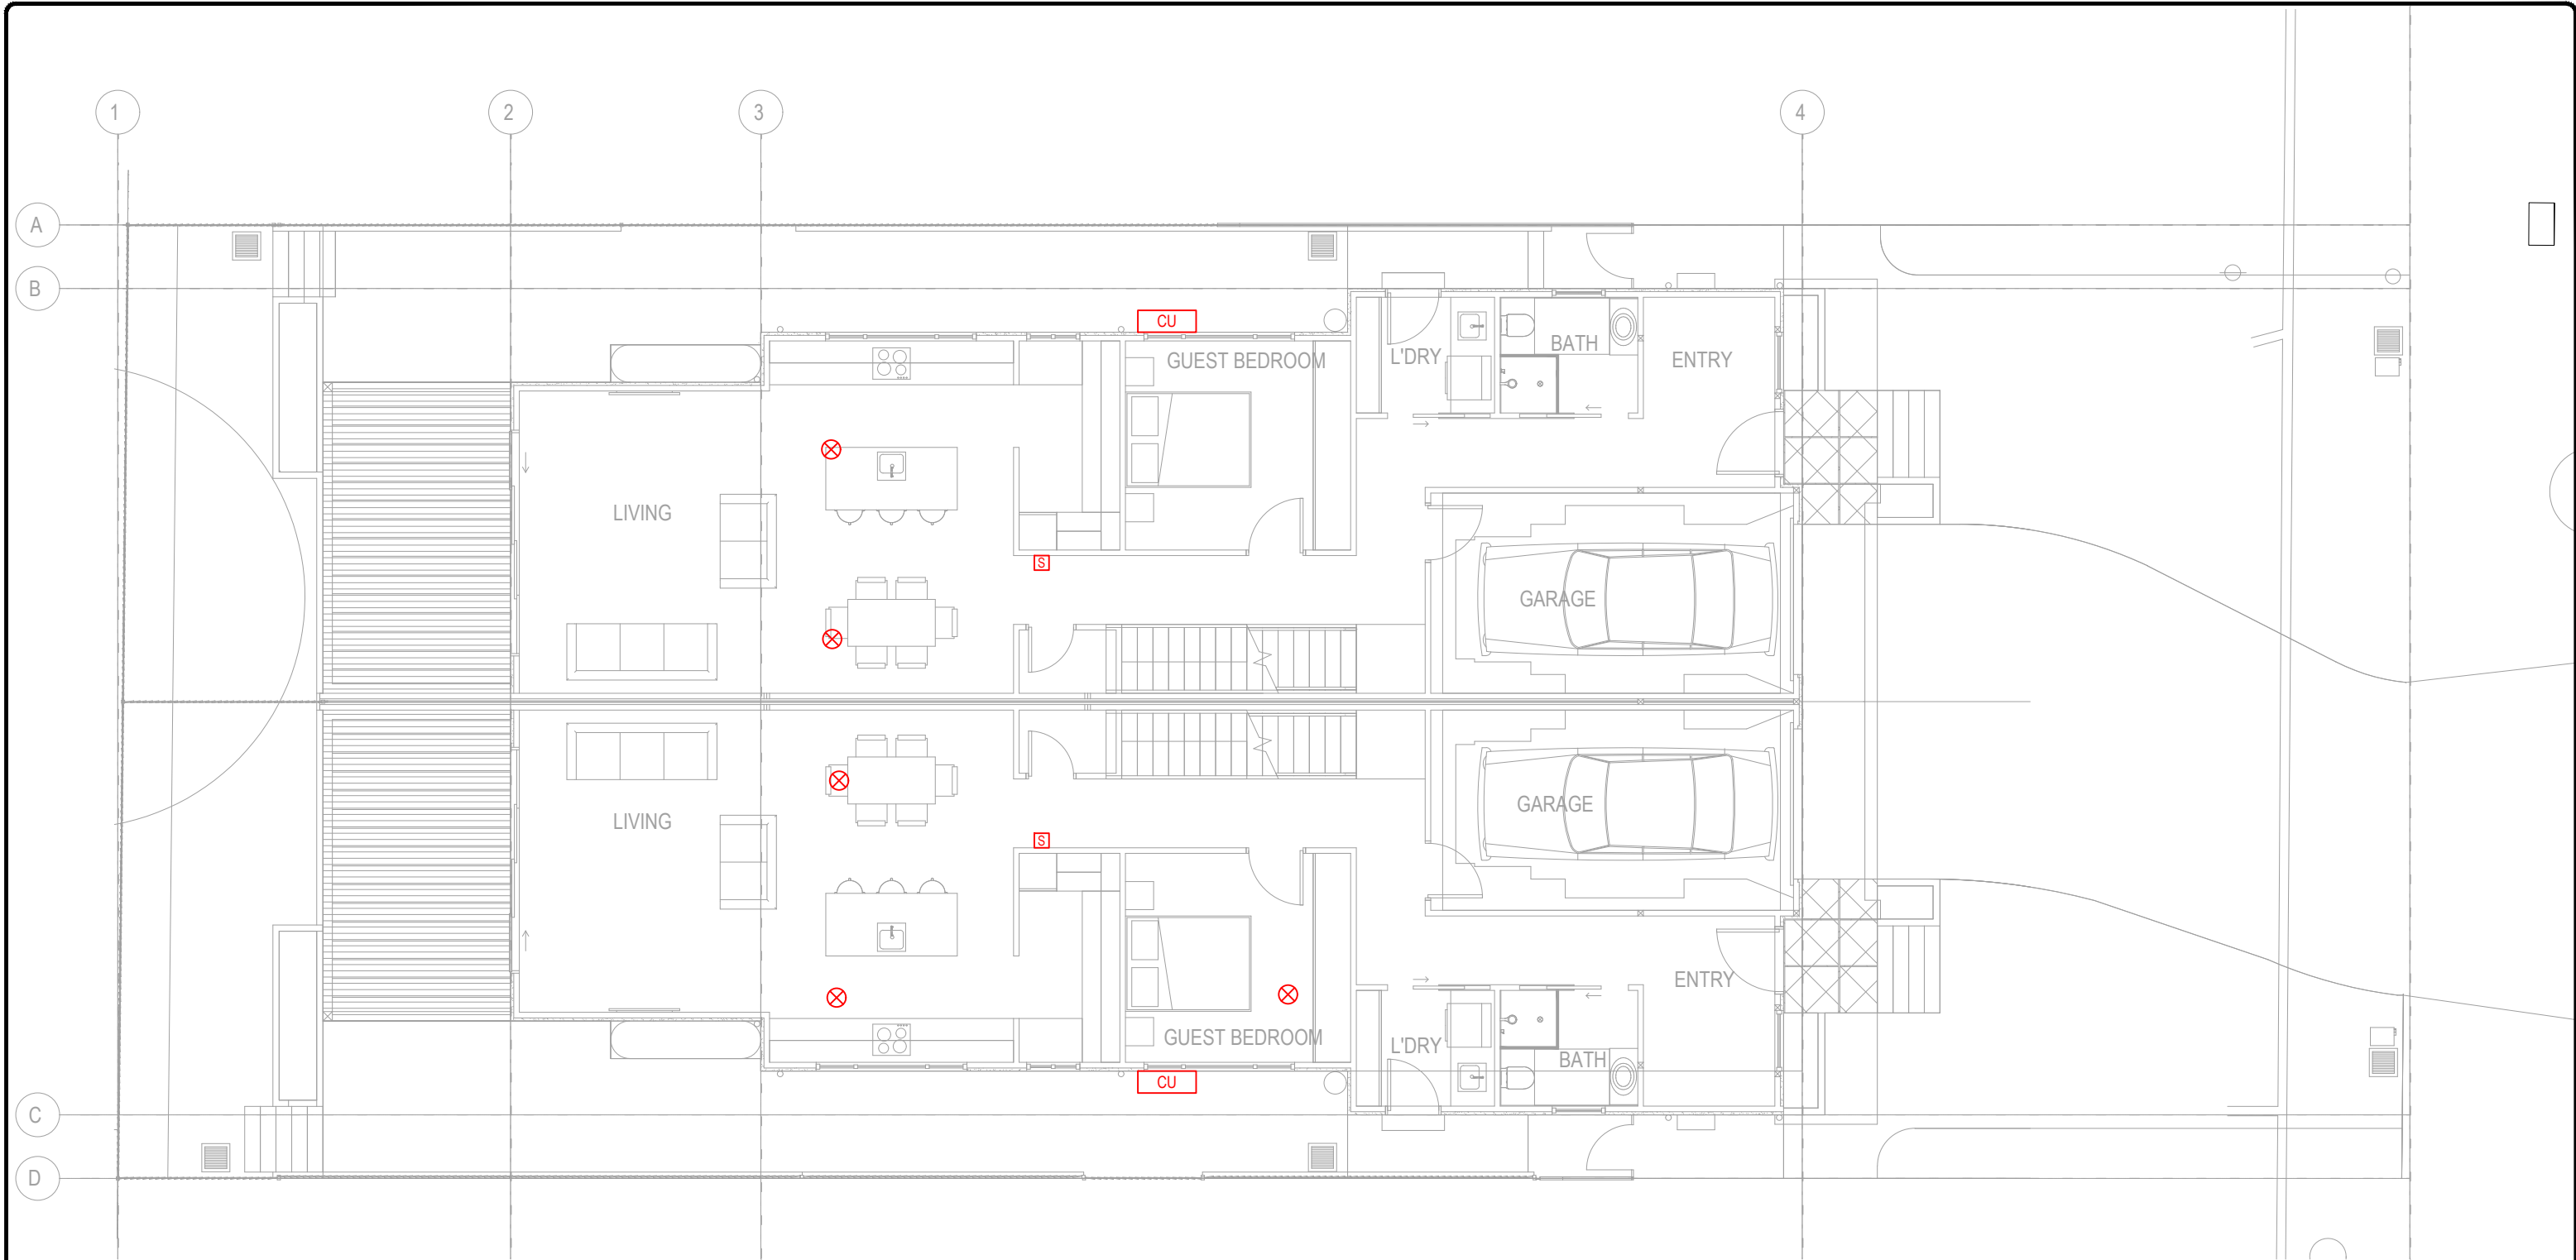 1
2
3
4
A
B
CU
GUEST BEDROOM
L'DRY
BATH
ENTRY
LIVING
S
GARAGE
LIVING
GARAGE
S
ENTRY
GUEST BEDROOM
L'DRY
BATH
CU
C
D